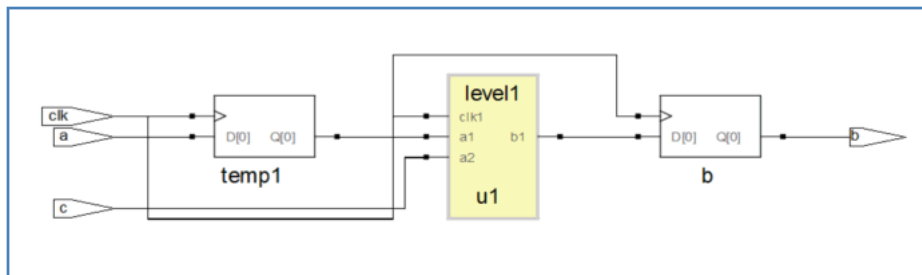 level1
clk
clk1
a
D[0] Q[0]
a1 b1
D[0] Q[0]
b
a2
temp1
b
u1
c